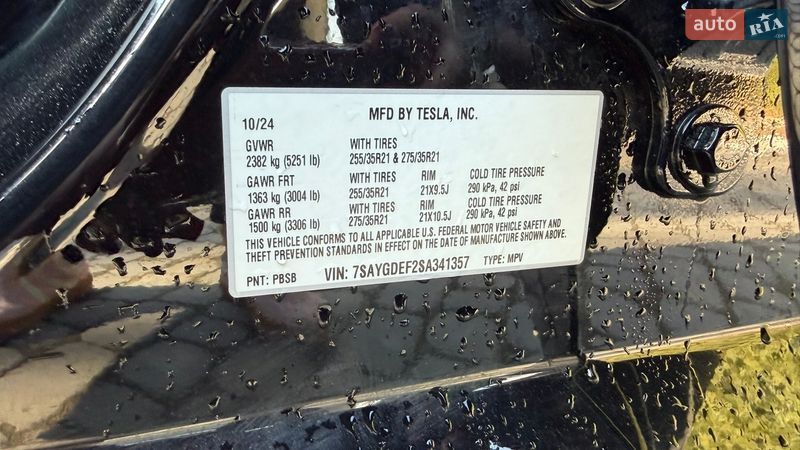 auto RIA .com
MFD BY TESLA, INC.
10/24
GVWR WITH TIRES
2382 kg (5251 lb) 255/35R21 & 275/35R21
GAWR FRT WITH TIRES RIM COLD TIRE PRESSURE
1363 kg (3004 lb) 255/35R21 21X9.5J 290 kPa, 42 psi
GAWR RR WITH TIRES RIM COLD TIRE PRESSURE
1500 kg (3306 lb) 275/35R21 21X10.5J 290 kPa, 42 psi
THIS VEHICLE CONFORMS TO ALL APPLICABLE U.S. FEDERAL MOTOR VEHICLE SAFETY AND
THEFT PREVENTION STANDARDS IN EFFECT ON THE DATE OF MANUFACTURE SHOWN ABOVE.
PNT: PBSB VIN: 7SAYGDEF2SA341357 TYPE: MPV